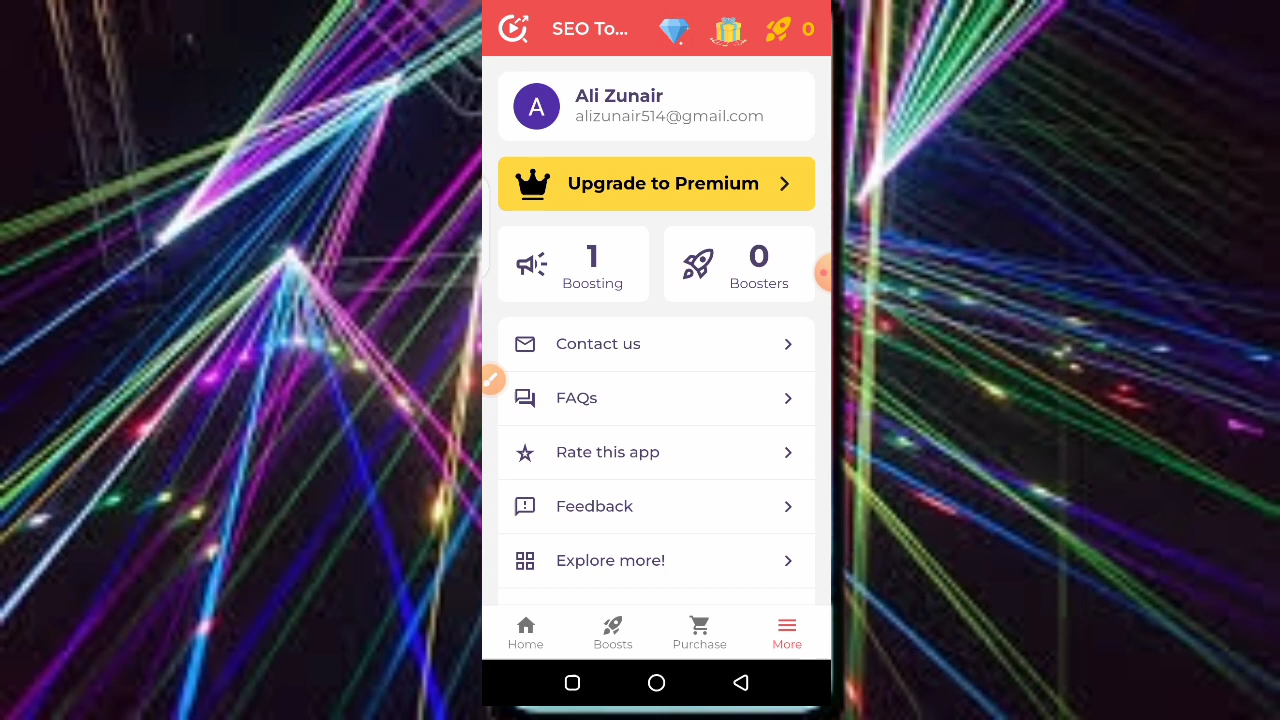 SEO To...
0
A
Ali Zunair
alizunair514@gmail.com
Upgrade to Premium
1
Boosting
0
Boosters
Contact us
FAQs
Rate this app
Feedback
Explore more!
Home
Boosts
Purchase
More